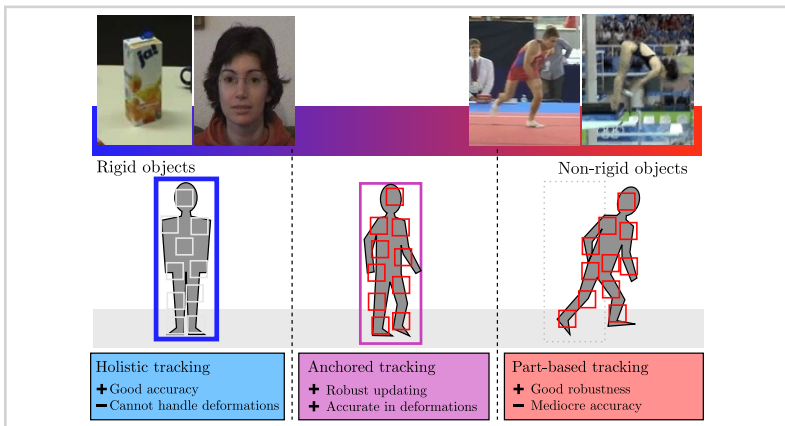 ja!
Rigid objects
Non-rigid objects
Holistic tracking
+ Good accuracy
− Cannot handle deformations
Anchored tracking
+ Robust updating
+ Accurate in deformations
Part-based tracking
+ Good robustness
− Mediocre accuracy